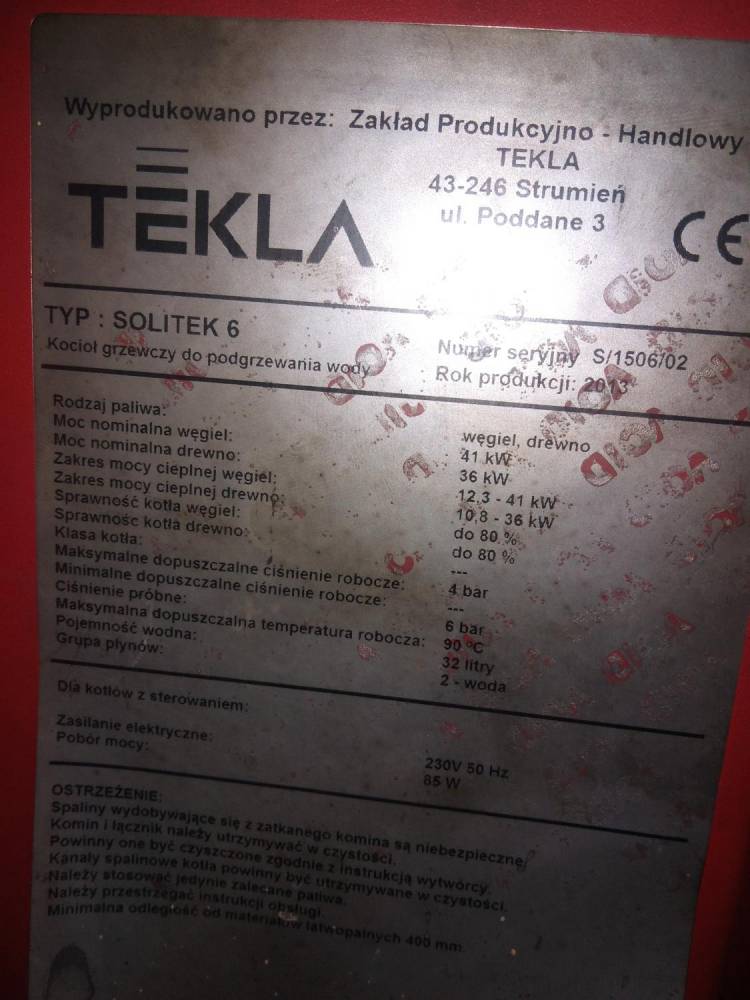 Wyprodukowano przez: Zakład Produkcyjno - Handlowy
TEKLA
43-246 Strumień
ul. Poddane 3
TEKLA
CE
TYP : SOLITEK 6
Kocioł grzewczy do podgrzewania wody
Numer seryjny S/1506/02
Rok produkcji: 2013
Rodzaj paliwa: węgiel, drewno
Moc nominalna węgiel: 41 kW
Moc nominalna drewno: 36 kW
Zakres mocy cieplnej węgiel: 12,3 - 41 kW
Zakres mocy cieplnej drewno: 10,8 - 36 kW
Sprawność kotła węgiel: do 80 %
Sprawnośc kotła drewno: do 80 %
Klasa kotła: ---
Maksymalne dopuszczalne ciśnienie robocze: 4 bar
Minimalne dopuszczalne ciśnienie robocze: ---
Ciśnienie próbne: 6 bar
Maksymalna dopuszczalna temperatura robocza: 90 °C
Pojemność wodna: 32 litry
Grupa płynów: 2 - woda
Dla kotłów z sterowaniem:
Zasilanie elektryczne: 230V 50 Hz
Pobór mocy: 85 W
OSTRZEŻENIE:
Spaliny wydobywające się z zatkanego komina są niebezpieczne/
Komin i łącznik należy utrzymywać w czystości.
Powinny one być czyszczone zgodnie z instrukcją wytwórcy.
Kanały spalinowe kotła powinny być utrzymywane w czystości.
Należy stosować jedynie zalecane paliwa.
Należy przestrzegać instrukcji obsługi.
Minimalna odległość od materiałów łatwopalnych 400 mm
VOID
VOID
VOID
VOID